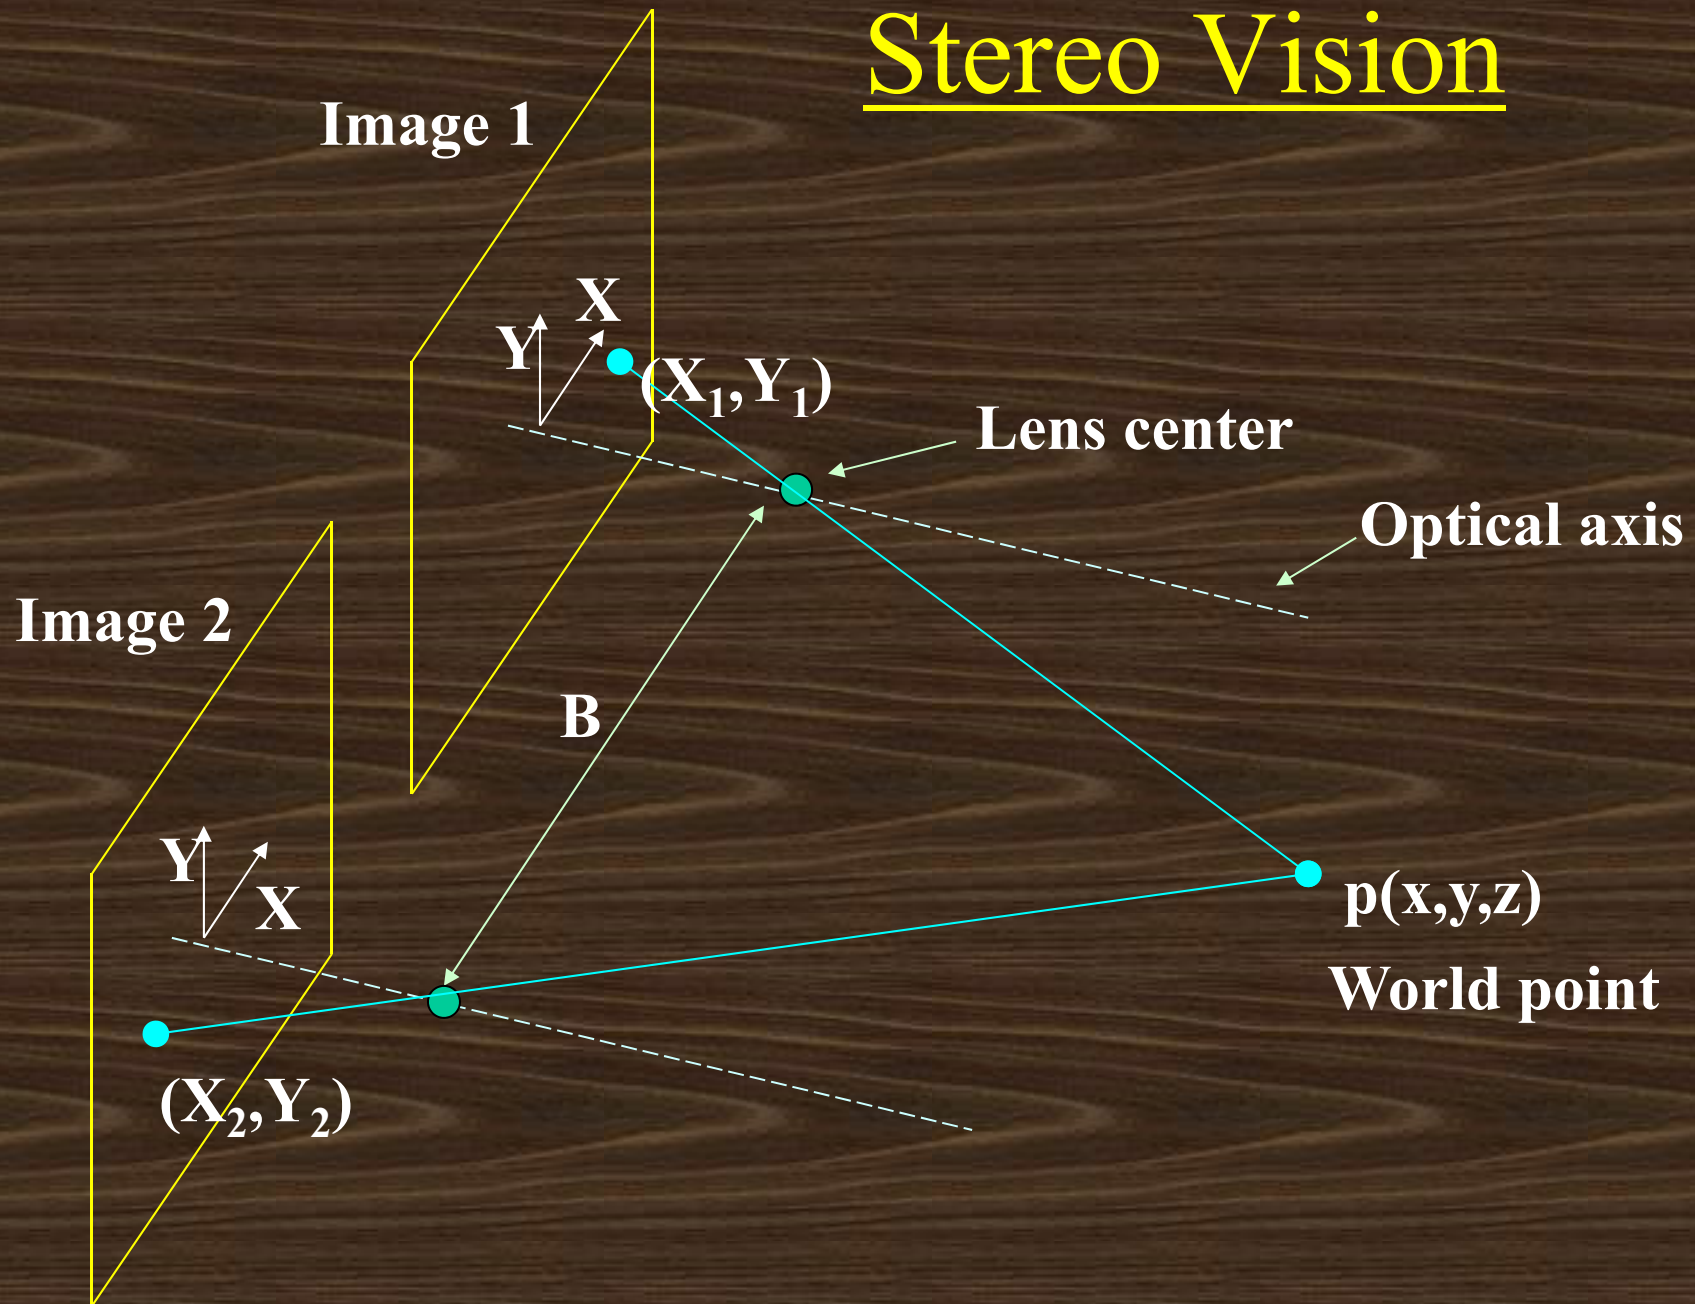 Stereo Vision
Image 1
X
Y
(X₁,Y₁)
Lens center
Optical axis
Image 2
B
Y
X
p(x,y,z)
World point
(X₂,Y₂)